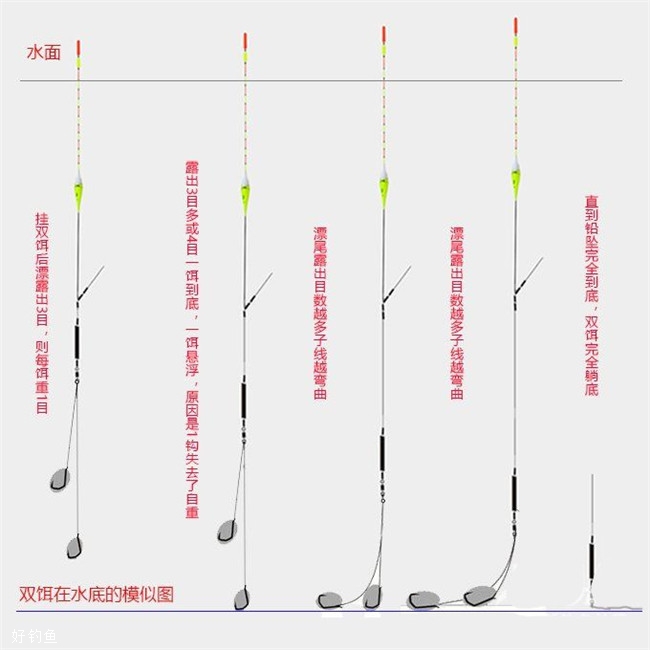 水面
挂双饵后漂露出3目，则每饵重1目
露出3目多或4目一饵到底，一饵悬浮，原因是1钩失去了自重
漂尾露出目数越多子线越弯曲
漂尾露出目数越多子线越弯曲
直到铅坠完全到底，双饵完全躺底
双饵在水底的模似图
好钓鱼